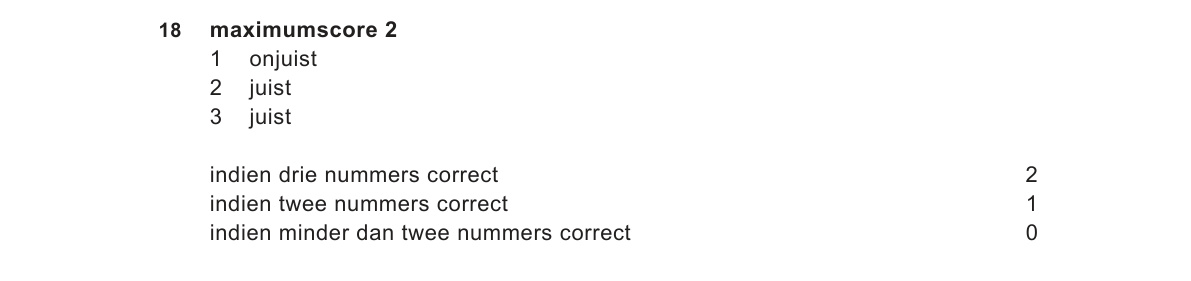 18 maximumscore 2
1 onjuist
2 juist
3 juist
indien drie nummers correct 2
indien twee nummers correct 1
indien minder dan twee nummers correct 0